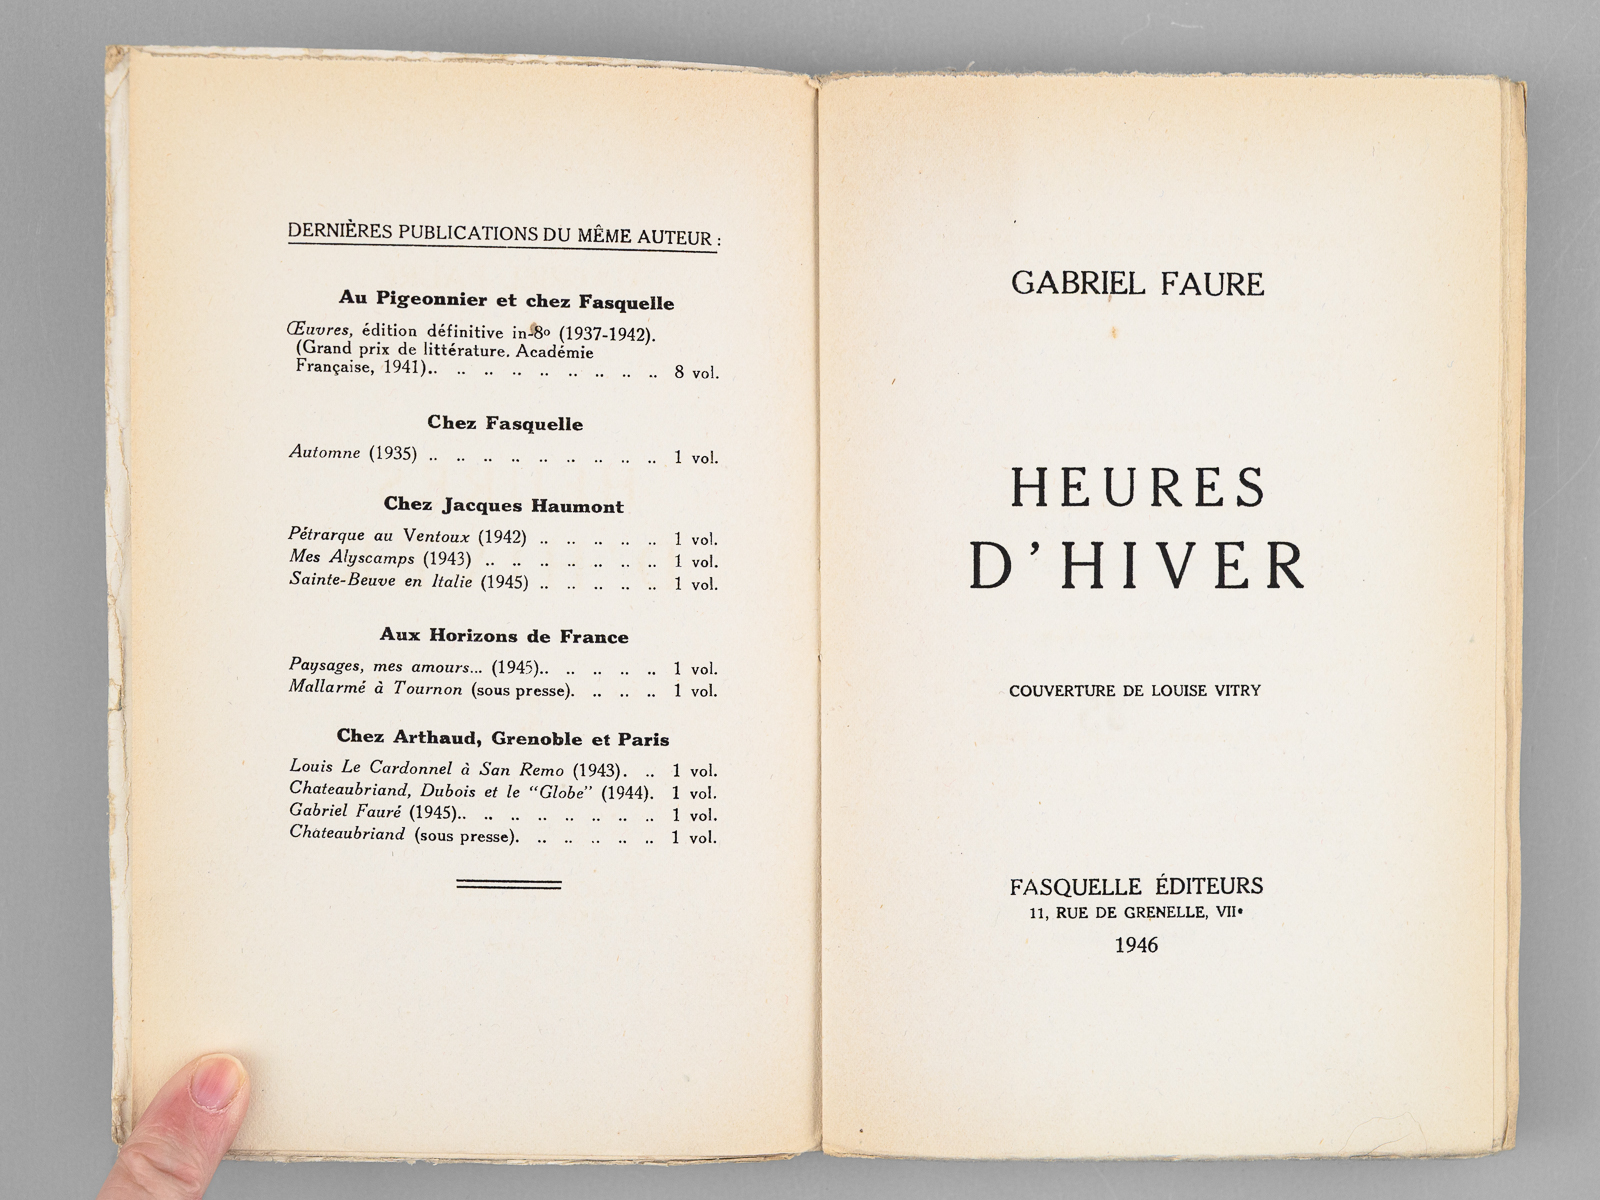 DERNIÈRES PUBLICATIONS DU MÊME AUTEUR :
Au Pigeonnier et chez Fasquelle
Œuvres, édition définitive in-8º (1937-1942).
(Grand prix de littérature. Académie
Française, 1941).. .. .. .. .. .. .. .. .. 8 vol.
Chez Fasquelle
Automne (1935) .. .. .. .. .. .. .. .. .. 1 vol.
Chez Jacques Haumont
Pétrarque au Ventoux (1942) .. .. .. .. .. 1 vol.
Mes Alyscamps (1943) .. .. .. .. .. .. .. 1 vol.
Sainte-Beuve en Italie (1945) .. .. .. .. .. 1 vol.
Aux Horizons de France
Paysages, mes amours... (1945).. .. .. .. .. 1 vol.
Mallarmé à Tournon (sous presse). .. .. .. 1 vol.
Chez Arthaud, Grenoble et Paris
Louis Le Cardonnel à San Remo (1943). .. 1 vol.
Chateaubriand, Dubois et le “Globe” (1944). 1 vol.
Gabriel Fauré (1945).. .. .. .. .. .. .. .. 1 vol.
Châteaubriand (sous presse). .. .. .. .. .. 1 vol.
GABRIEL FAURE
HEURES
D’HIVER
COUVERTURE DE LOUISE VITRY
FASQUELLE ÉDITEURS
11, RUE DE GRENELLE, VIIe
1946